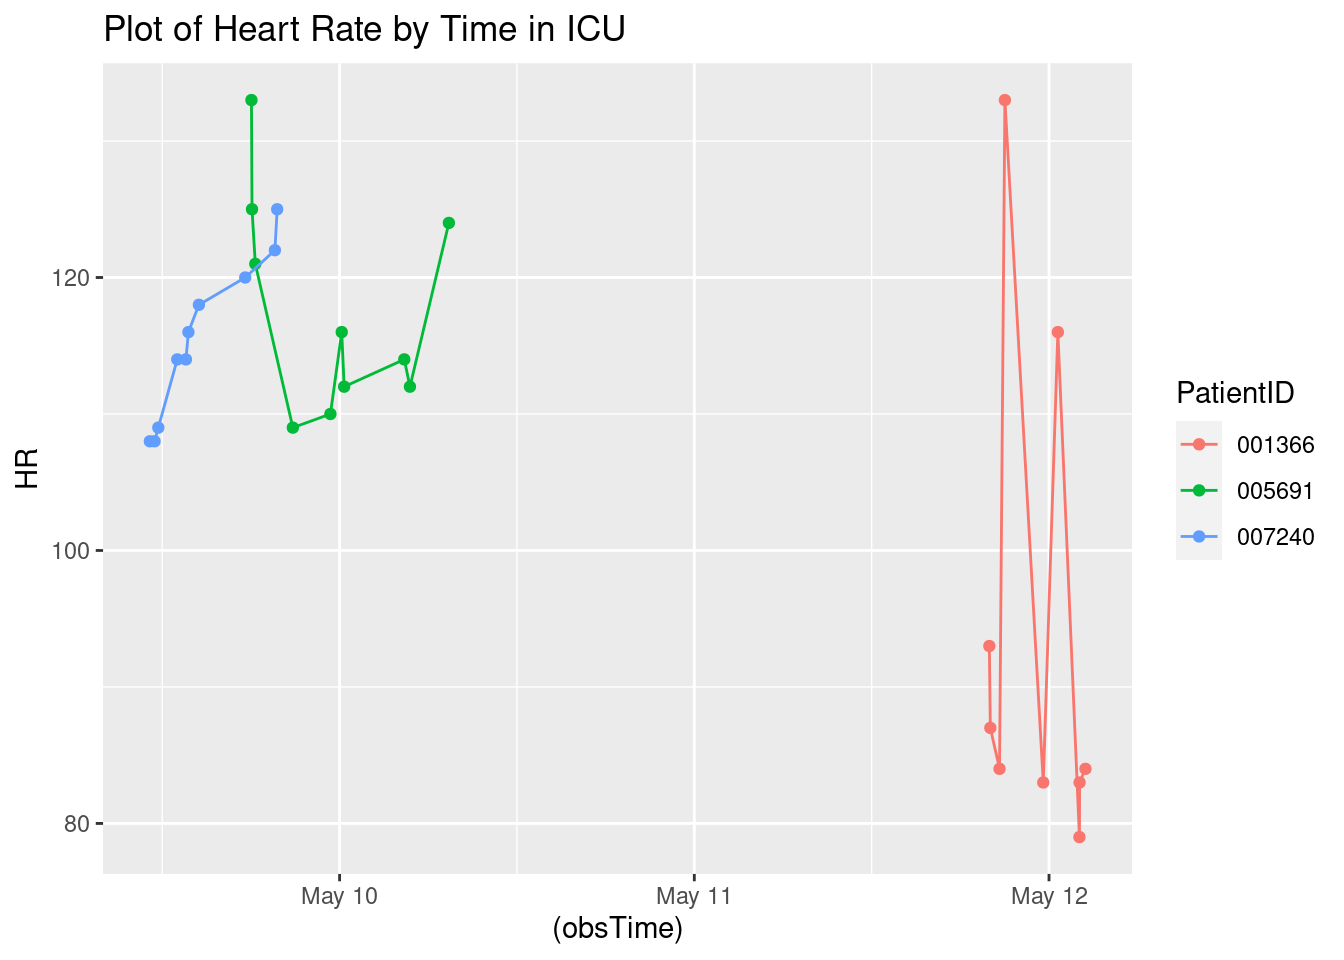 Plot of Heart Rate by Time in ICU
HR
120
100
80
May 10
May 11
May 12
(obsTime)
PatientID
001366
005691
007240